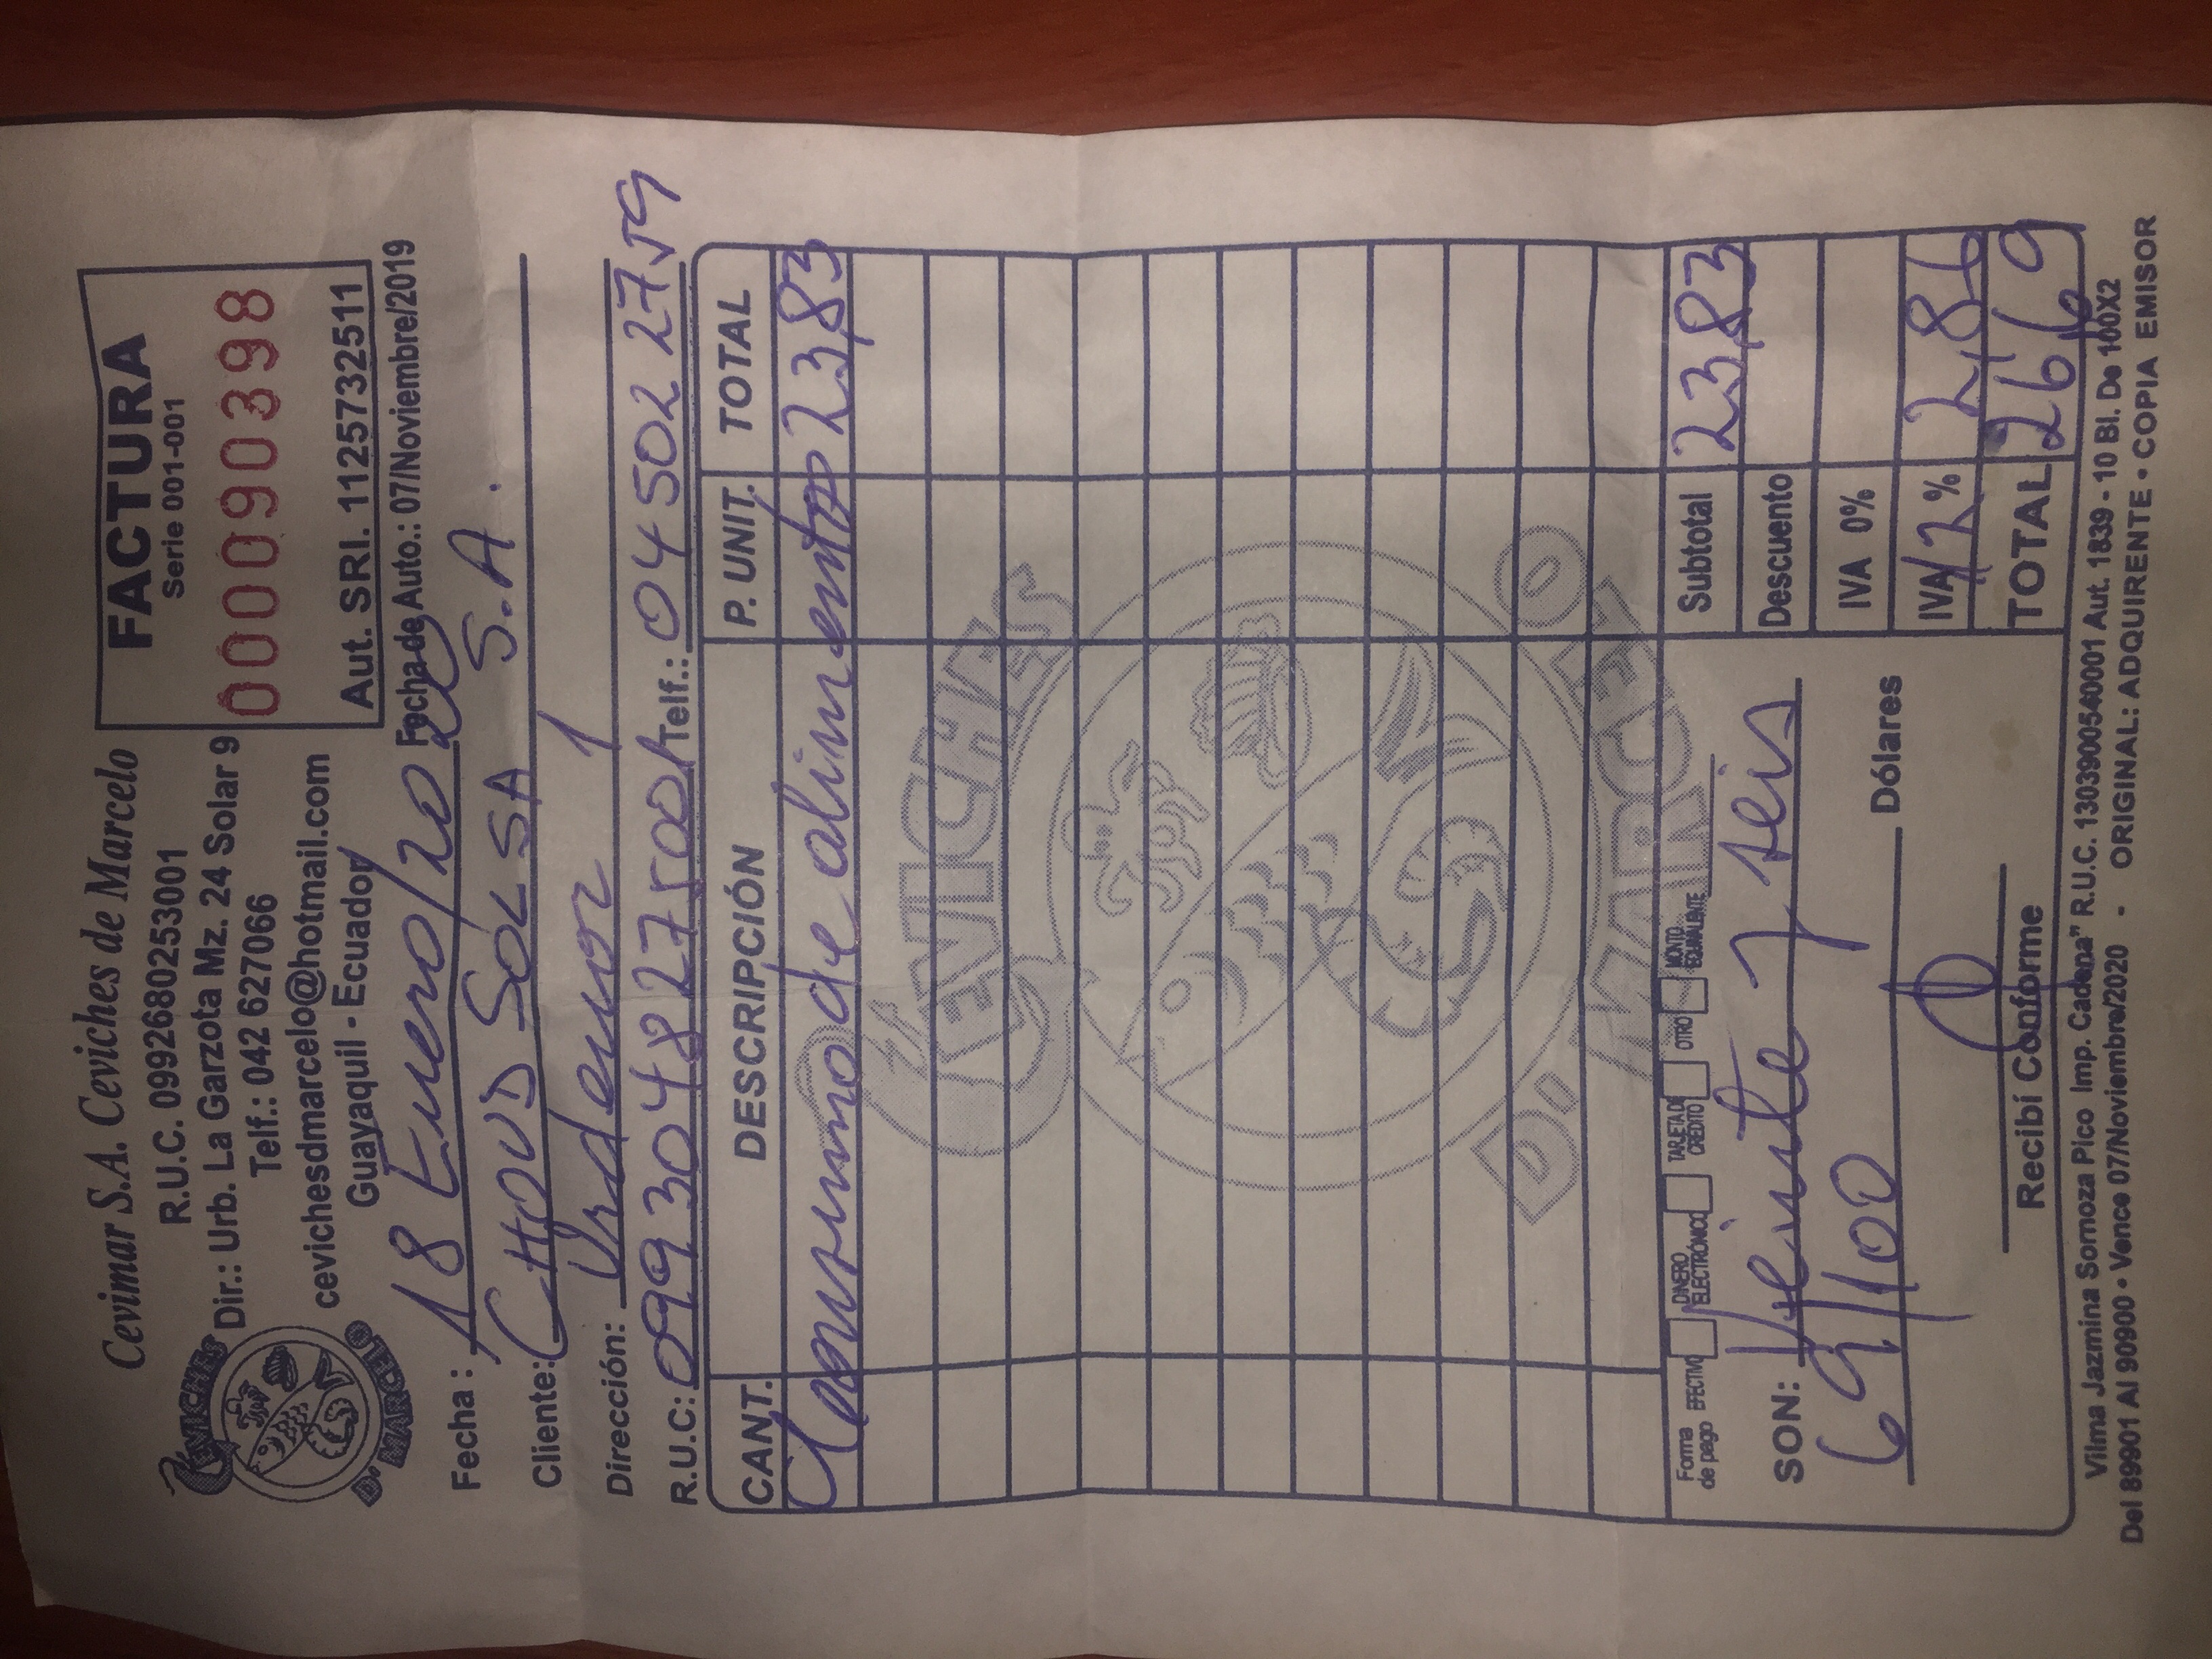 Cevimar S.A. Ceviches de Marcelo
R.U.C. 0992680253001
Dir.: Urb. La Garzota Mz. 24 Solar 9
Telf.: 042 627066
cevichesdmarcelo@hotmail.com
Guayaquil - Ecuador
CEVICHES
D' MARCELO
FACTURA
Serie 001-001
000090398
Aut. SRI. 1125732511
Fecha de Auto.: 07/Noviembre/2019
Fecha: 18 Enero/2020
Cliente: CHOUD SOLSA S.A.
Dirección: Urdenor 1
R.U.C: 0993048275001 Telf.: 045022759
CANT. DESCRIPCIÓN P. UNIT. TOTAL
Consumo de alimentos 23,83
CEVICHES
D' MARCELO
Forma de pago EFECTIVO DINERO ELECTRÓNICO TARJETA DE CRÉDITO OTRO MONTO EQUIVALENTE
Subtotal 23,83
SON: Veinte y seis
69/100 Dólares
Descuento
IVA 0%
IVA 12% 2,86
TOTAL 26,69
Recibí Conforme
Vilma Jazmina Sornoza Pico Imp. Cadena" R.U.C. 1303900540001 Aut. 1839 - 10 Bl. De 100X2
Del 89901 Al 90900 • Vence 07/Noviembre/2020 - ORIGINAL: ADQUIRENTE • COPIA EMISOR